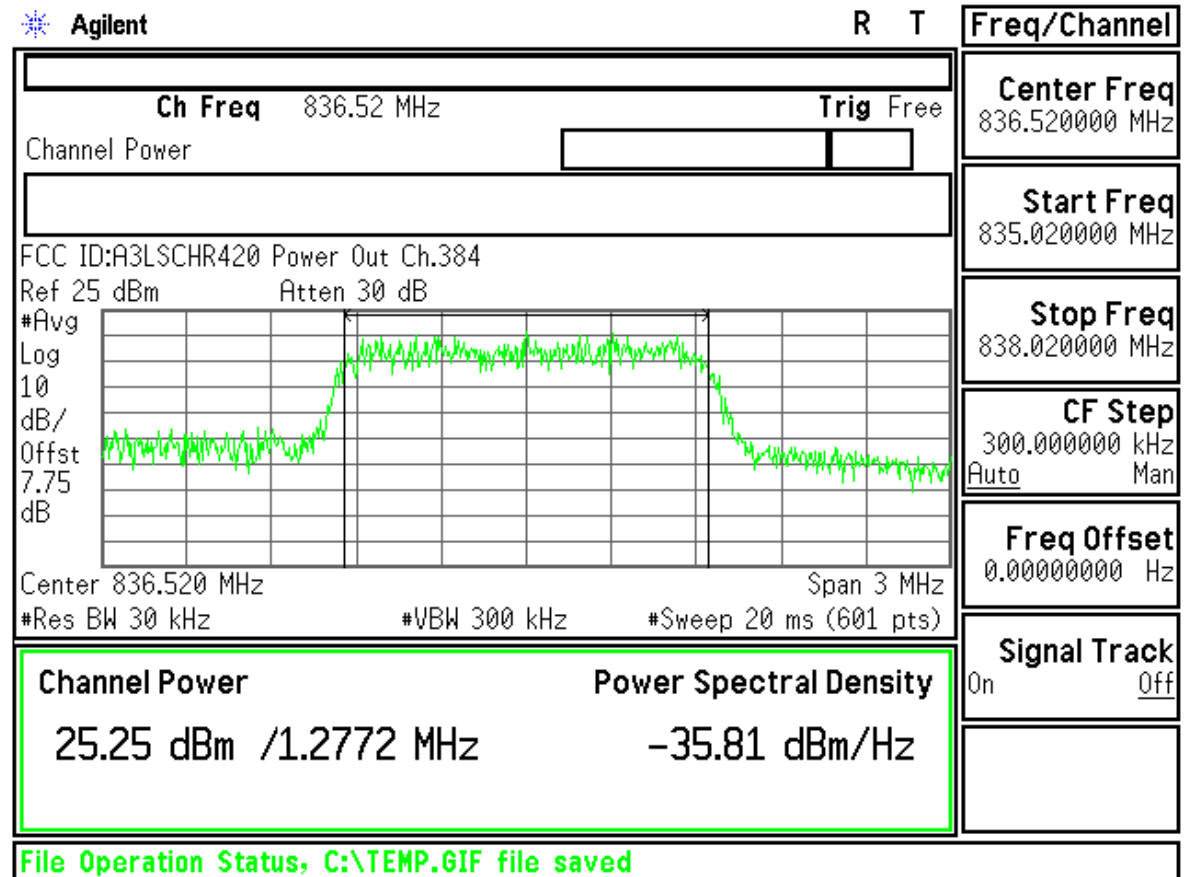 Agilent R T
Freq/Channel
Ch Freq 836.52 MHz Trig Free
Channel Power
FCC ID:A3LSCHR420 Power Out Ch.384
Ref 25 dBm Atten 30 dB
#Avg
Log
10
dB/
Offst
7.75
dB
Center 836.520 MHz Span 3 MHz
#Res BW 30 kHz #VBW 300 kHz #Sweep 20 ms (601 pts)
Channel Power Power Spectral Density
25.25 dBm /1.2772 MHz -35.81 dBm/Hz
Center Freq
836.520000 MHz
Start Freq
835.020000 MHz
Stop Freq
838.020000 MHz
CF Step
300.000000 kHz
Auto Man
Freq Offset
0.00000000 Hz
Signal Track
On Off
File Operation Status, C:\TEMP.GIF file saved